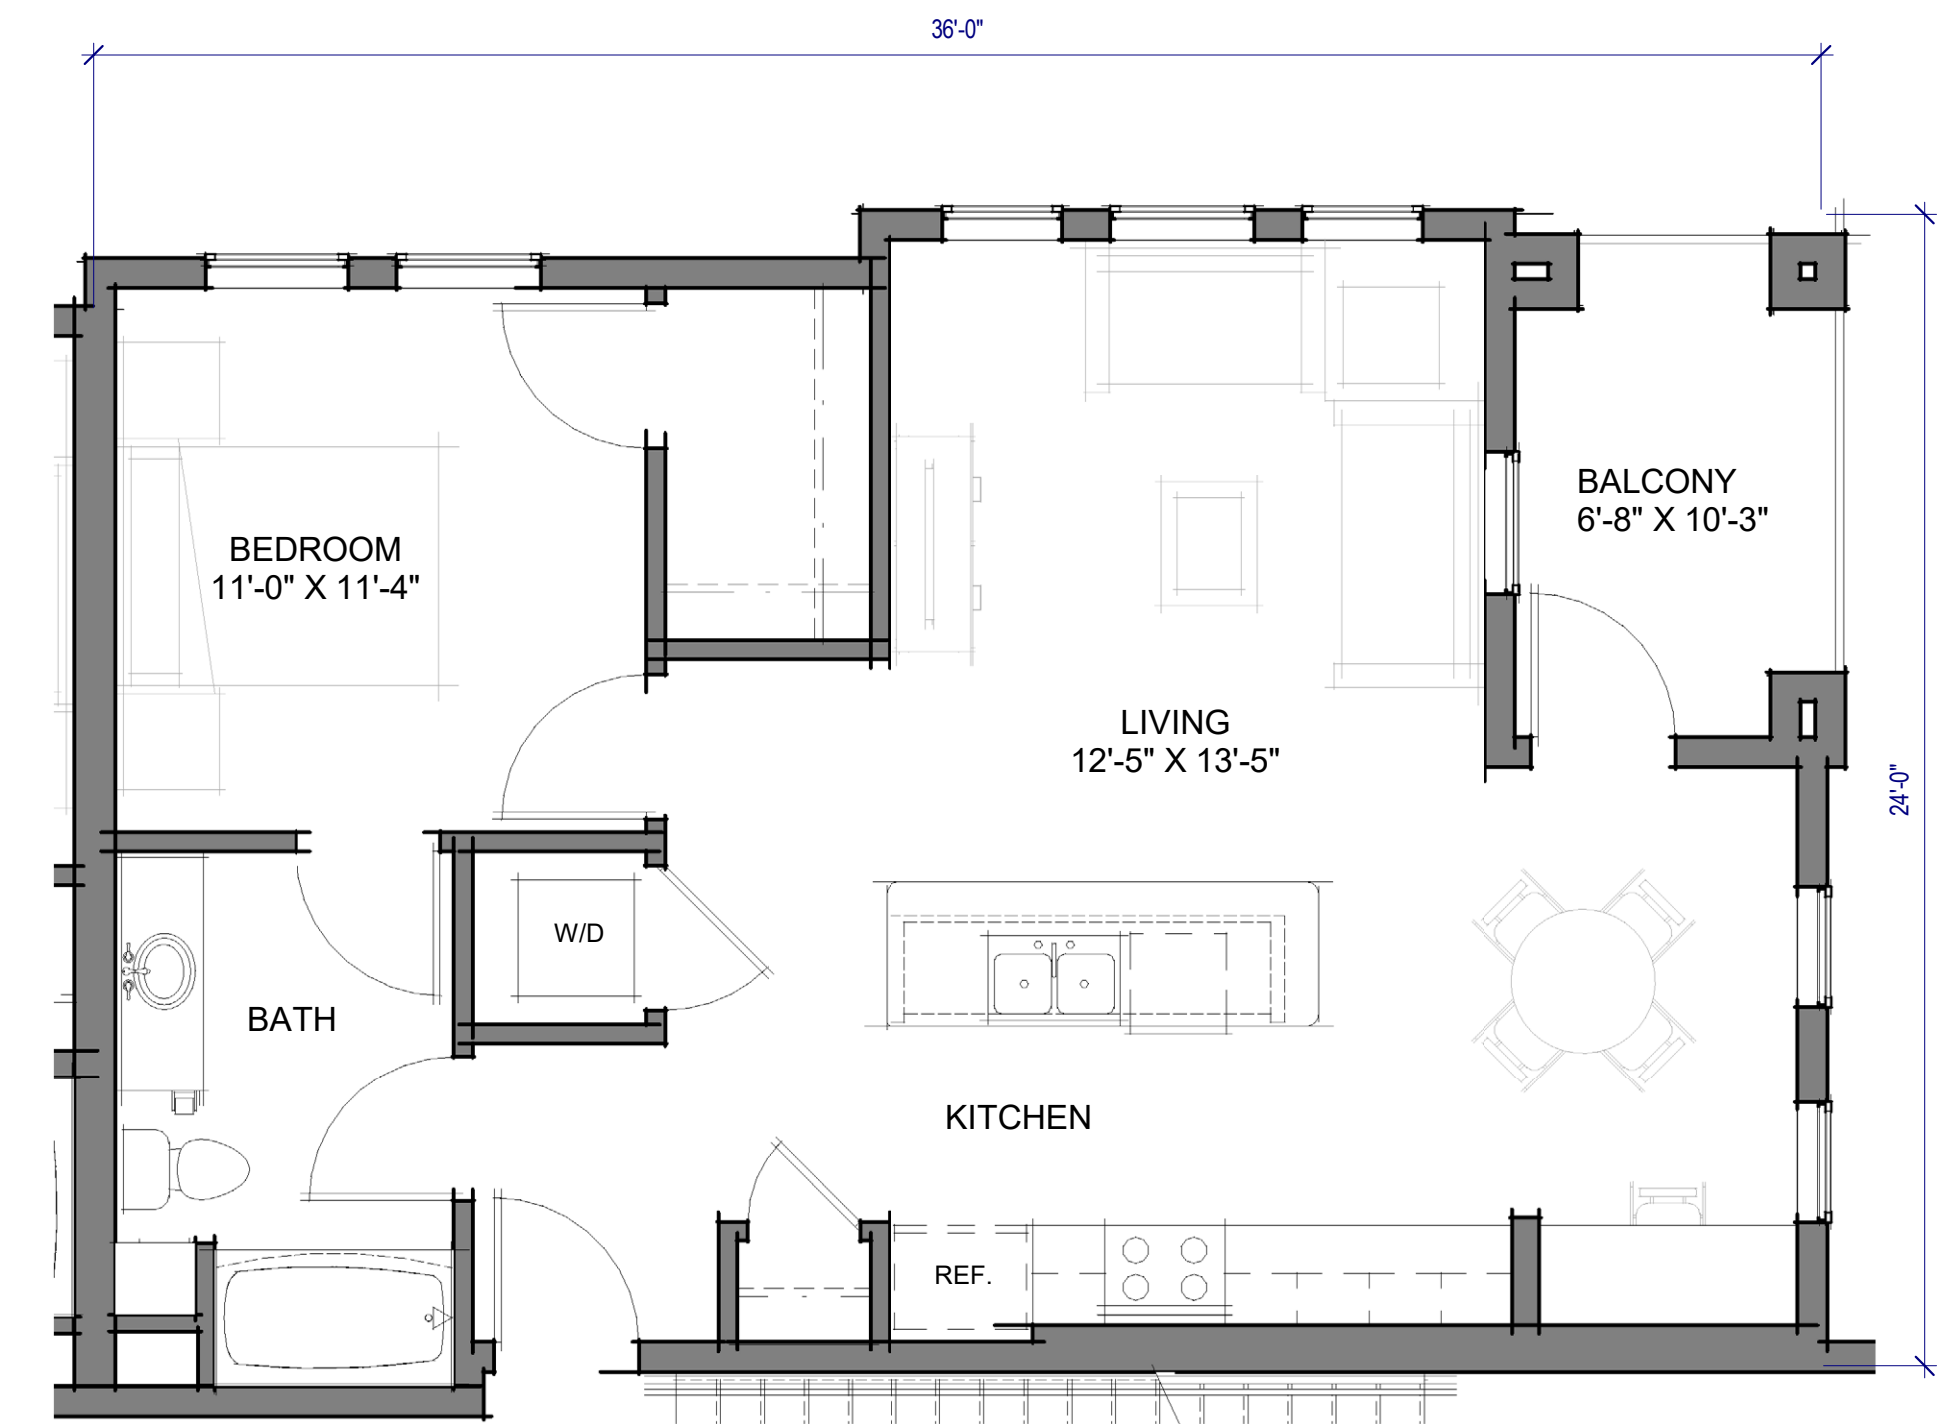 36'-0"
BALCONY
6'-8" X 10'-3"
BEDROOM
11'-0" X 11'-4"
LIVING
12'-5" X 13'-5"
24'-0"
W/D
BATH
KITCHEN
REF.